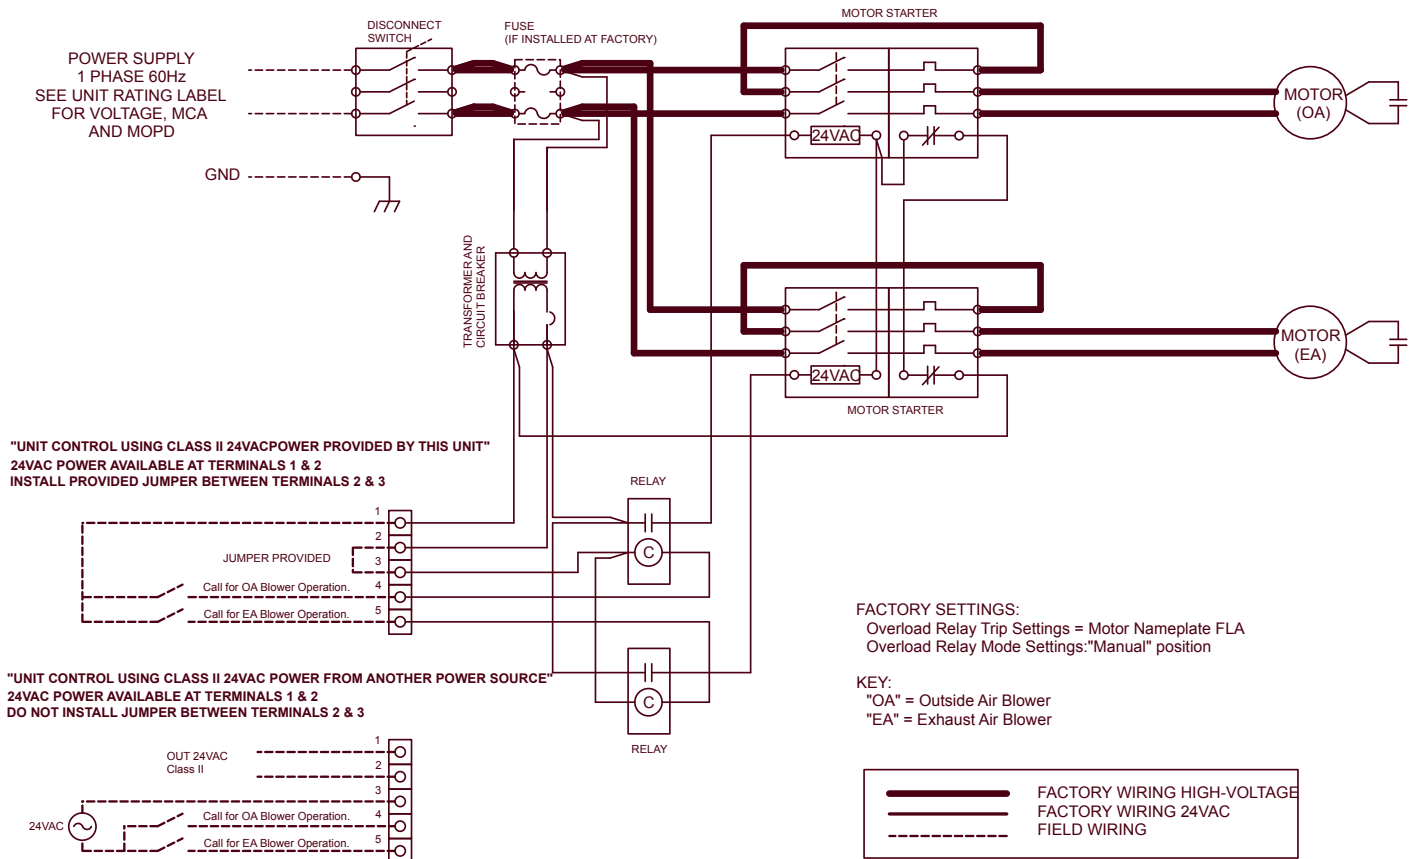 MOTOR STARTER
DISCONNECT
SWITCH
FUSE
(IF INSTALLED AT FACTORY)
POWER SUPPLY
1 PHASE 60Hz
SEE UNIT RATING LABEL
FOR VOLTAGE, MCA
AND MOPD
MOTOR
(OA)
24VAC
GND
TRANSFORMER AND
CIRCUIT BREAKER
MOTOR
(EA)
24VAC
MOTOR STARTER
"UNIT CONTROL USING CLASS II 24VACPOWER PROVIDED BY THIS UNIT"
24VAC POWER AVAILABLE AT TERMINALS 1 & 2
INSTALL PROVIDED JUMPER BETWEEN TERMINALS 2 & 3
RELAY
1
2
JUMPER PROVIDED
3
C
Call for OA Blower Operation.
4
Call for EA Blower Operation.
5
FACTORY SETTINGS:
Overload Relay Trip Settings = Motor Nameplate FLA
Overload Relay Mode Settings:"Manual" position
KEY:
"OA" = Outside Air Blower
"EA" = Exhaust Air Blower
"UNIT CONTROL USING CLASS II 24VAC POWER FROM ANOTHER POWER SOURCE"
24VAC POWER AVAILABLE AT TERMINALS 1 & 2
DO NOT INSTALL JUMPER BETWEEN TERMINALS 2 & 3
C
RELAY
1
OUT 24VAC
Class II
2
3
24VAC
Call for OA Blower Operation.
4
Call for EA Blower Operation.
5
FACTORY WIRING HIGH-VOLTAGE
FACTORY WIRING 24VAC
FIELD WIRING